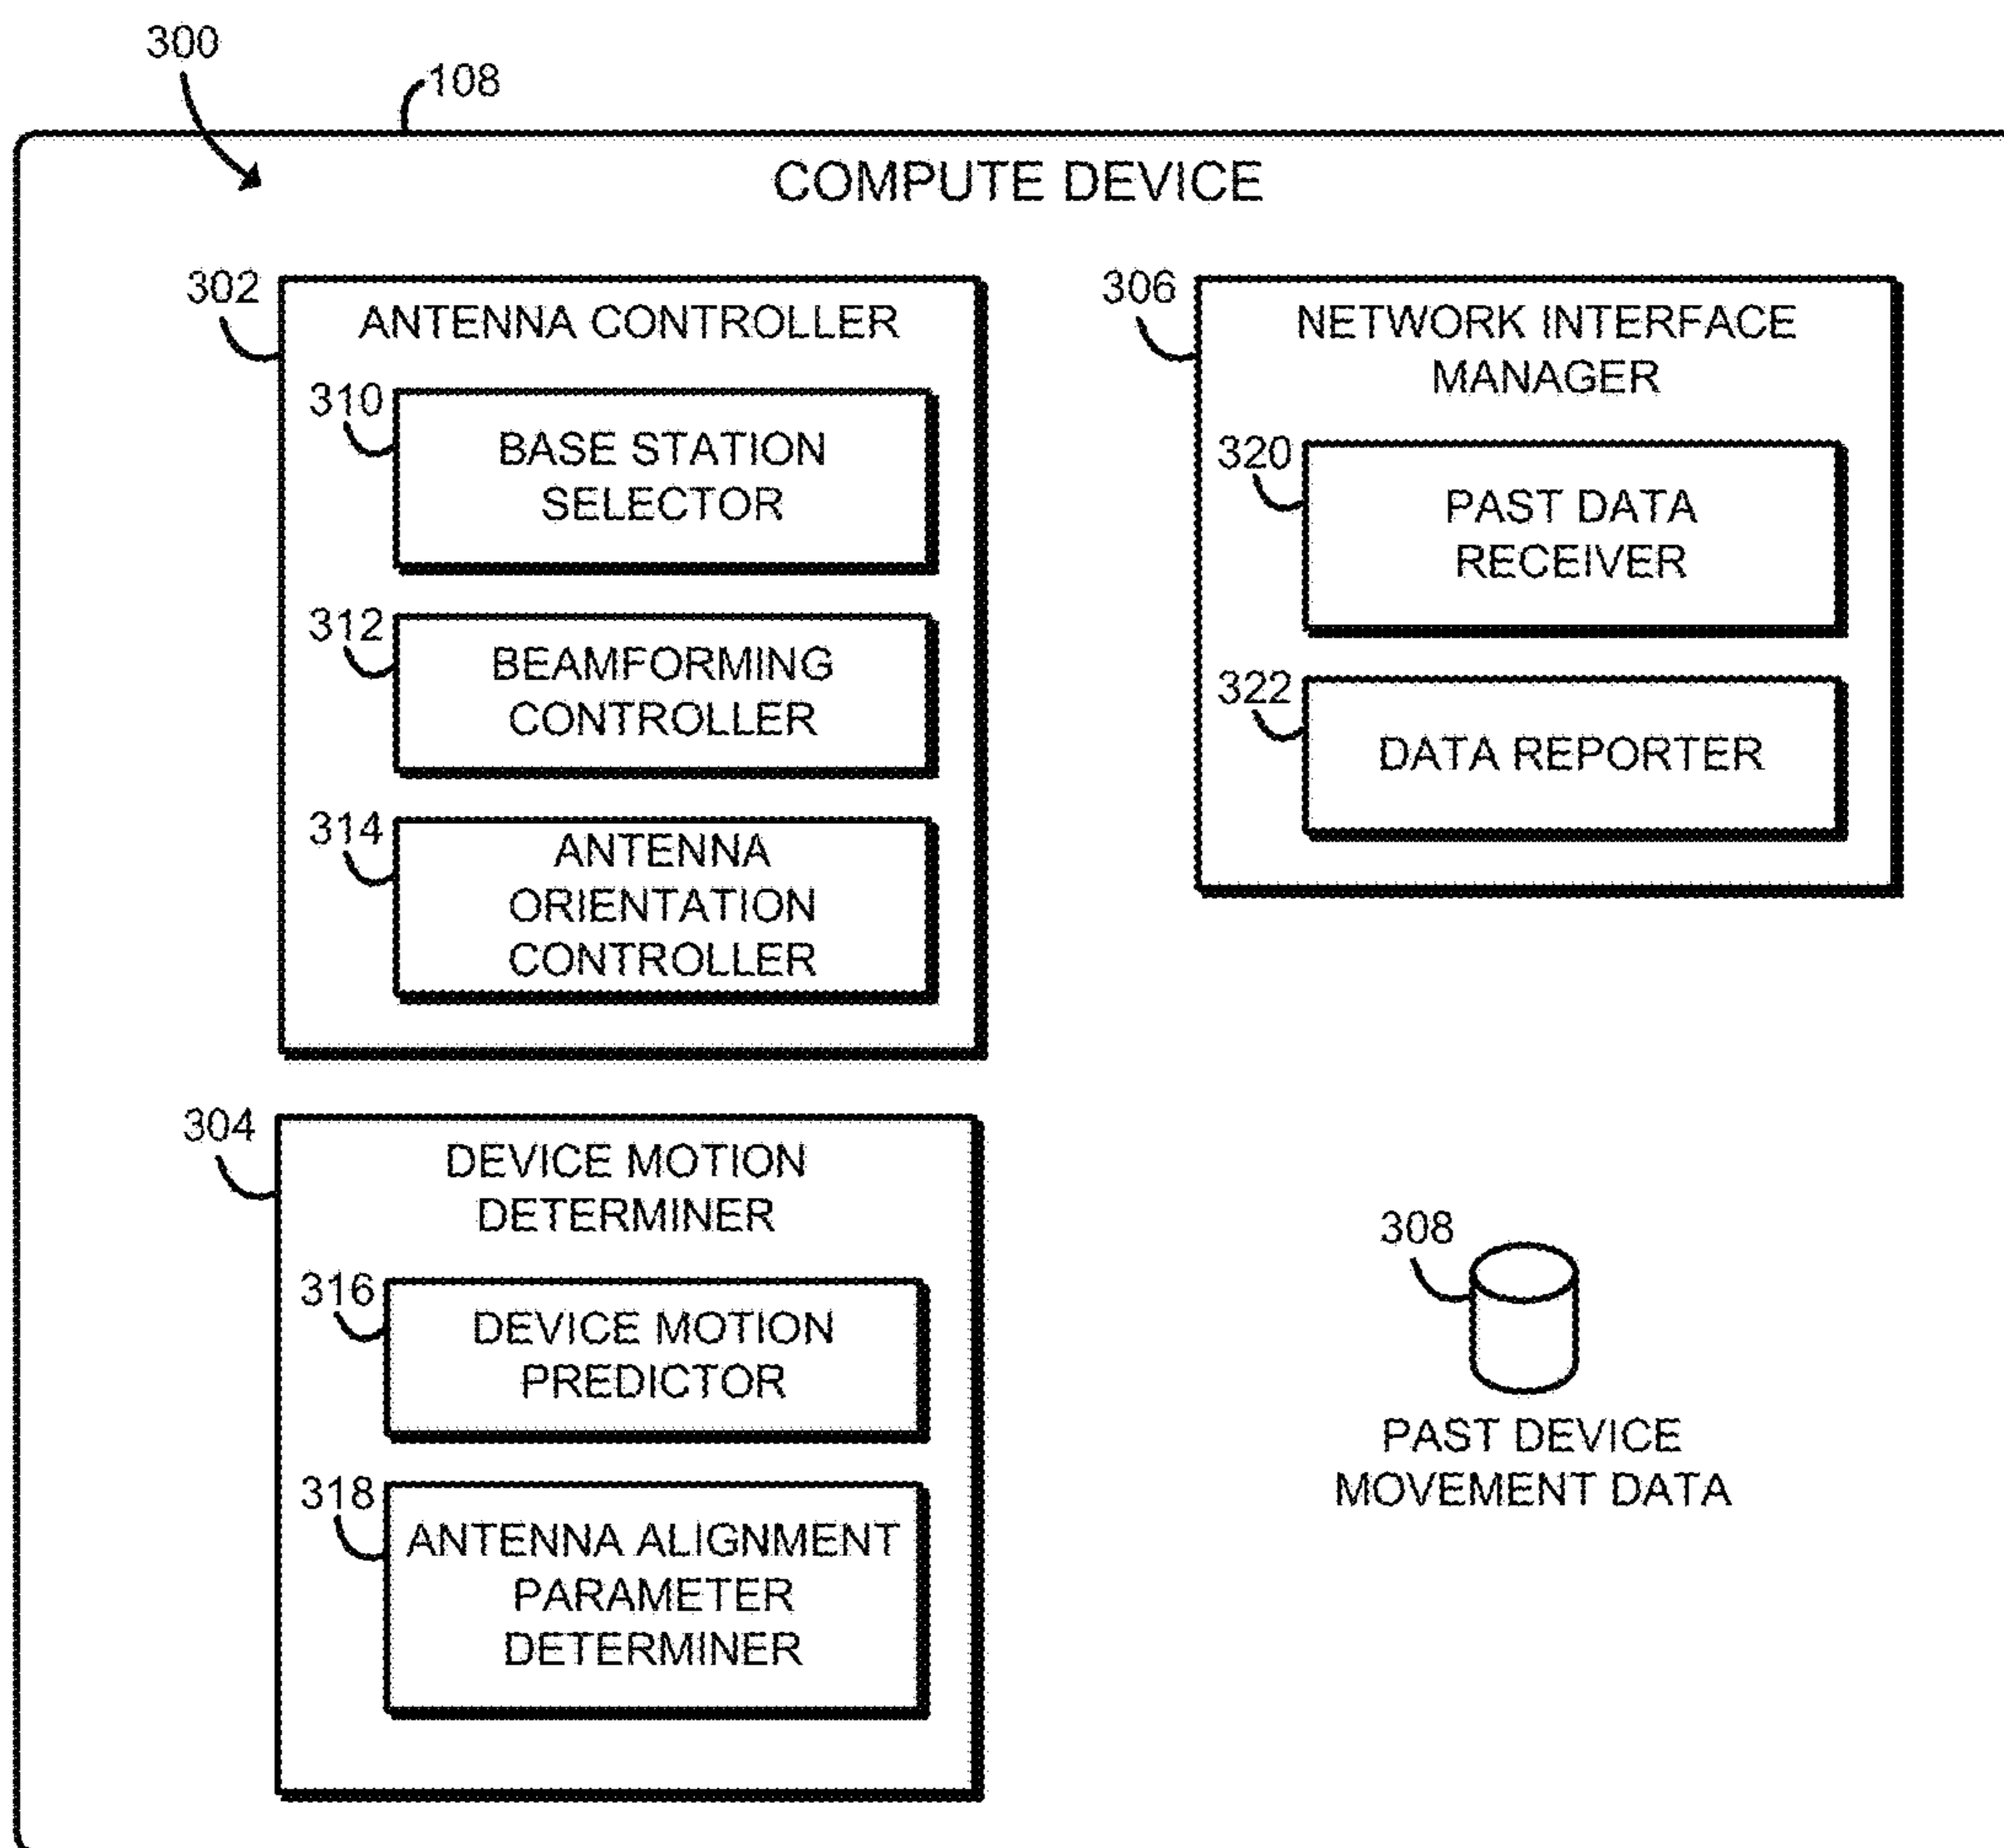 300
108
COMPUTE DEVICE
302
ANTENNA CONTROLLER
310
BASE STATION
SELECTOR
312
BEAMFORMING
CONTROLLER
314
ANTENNA
ORIENTATION
CONTROLLER
306
NETWORK INTERFACE
MANAGER
320
PAST DATA
RECEIVER
322
DATA REPORTER
304
DEVICE MOTION
DETERMINER
316
DEVICE MOTION
PREDICTOR
318
ANTENNA ALIGNMENT
PARAMETER
DETERMINER
308
PAST DEVICE
MOVEMENT DATA